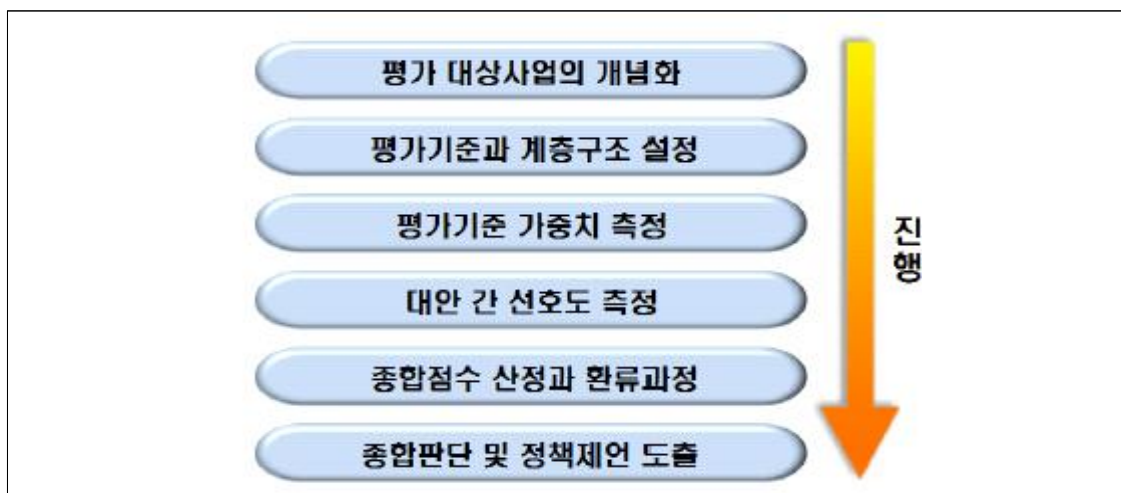 평가 대상사업의 개념화
평가기준과 계층구조 설정
평가기준 가중치 측정
대안 간 선호도 측정
종합점수 산정과 환류과정
종합판단 및 정책제언 도출
진행